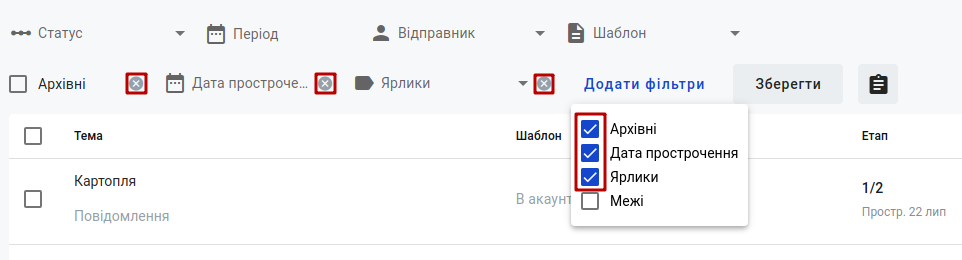 Статус Період Відправник Шаблон
Архівні Дата простроче... Ярлики Додати фільтри Зберегти
Тема Шаблон Етап
Архівні
Дата прострочення
Ярлики
Межі
Картопля 1/2
Повідомлення В акаунт Простр. 22 лип